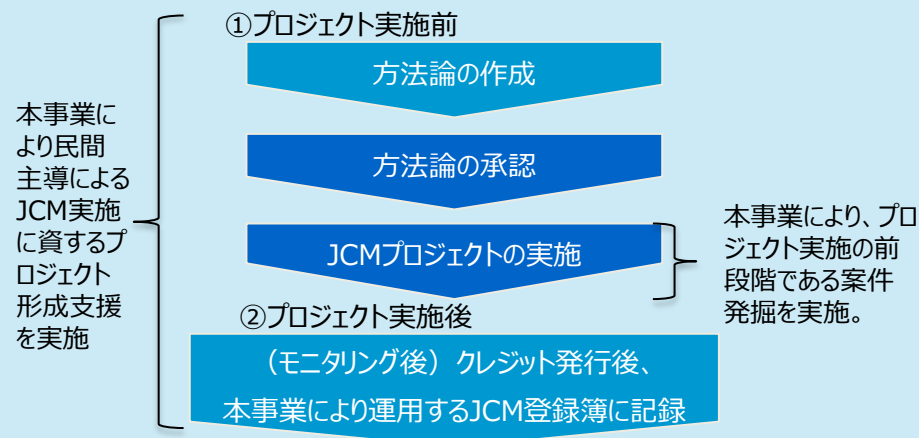 ①プロジェクト実施前
方法論の作成
方法論の承認
JCMプロジェクトの実施
②プロジェクト実施後
(モニタリング後)クレジット発行後、
本事業により運用するJCM登録簿に記録
本事業に
より民間
主導による
JCM実施
に資するプ
ロジェクト
形成支援
を実施
本事業により、プロ
ジェクト実施の前
段階である案件
発掘を実施。